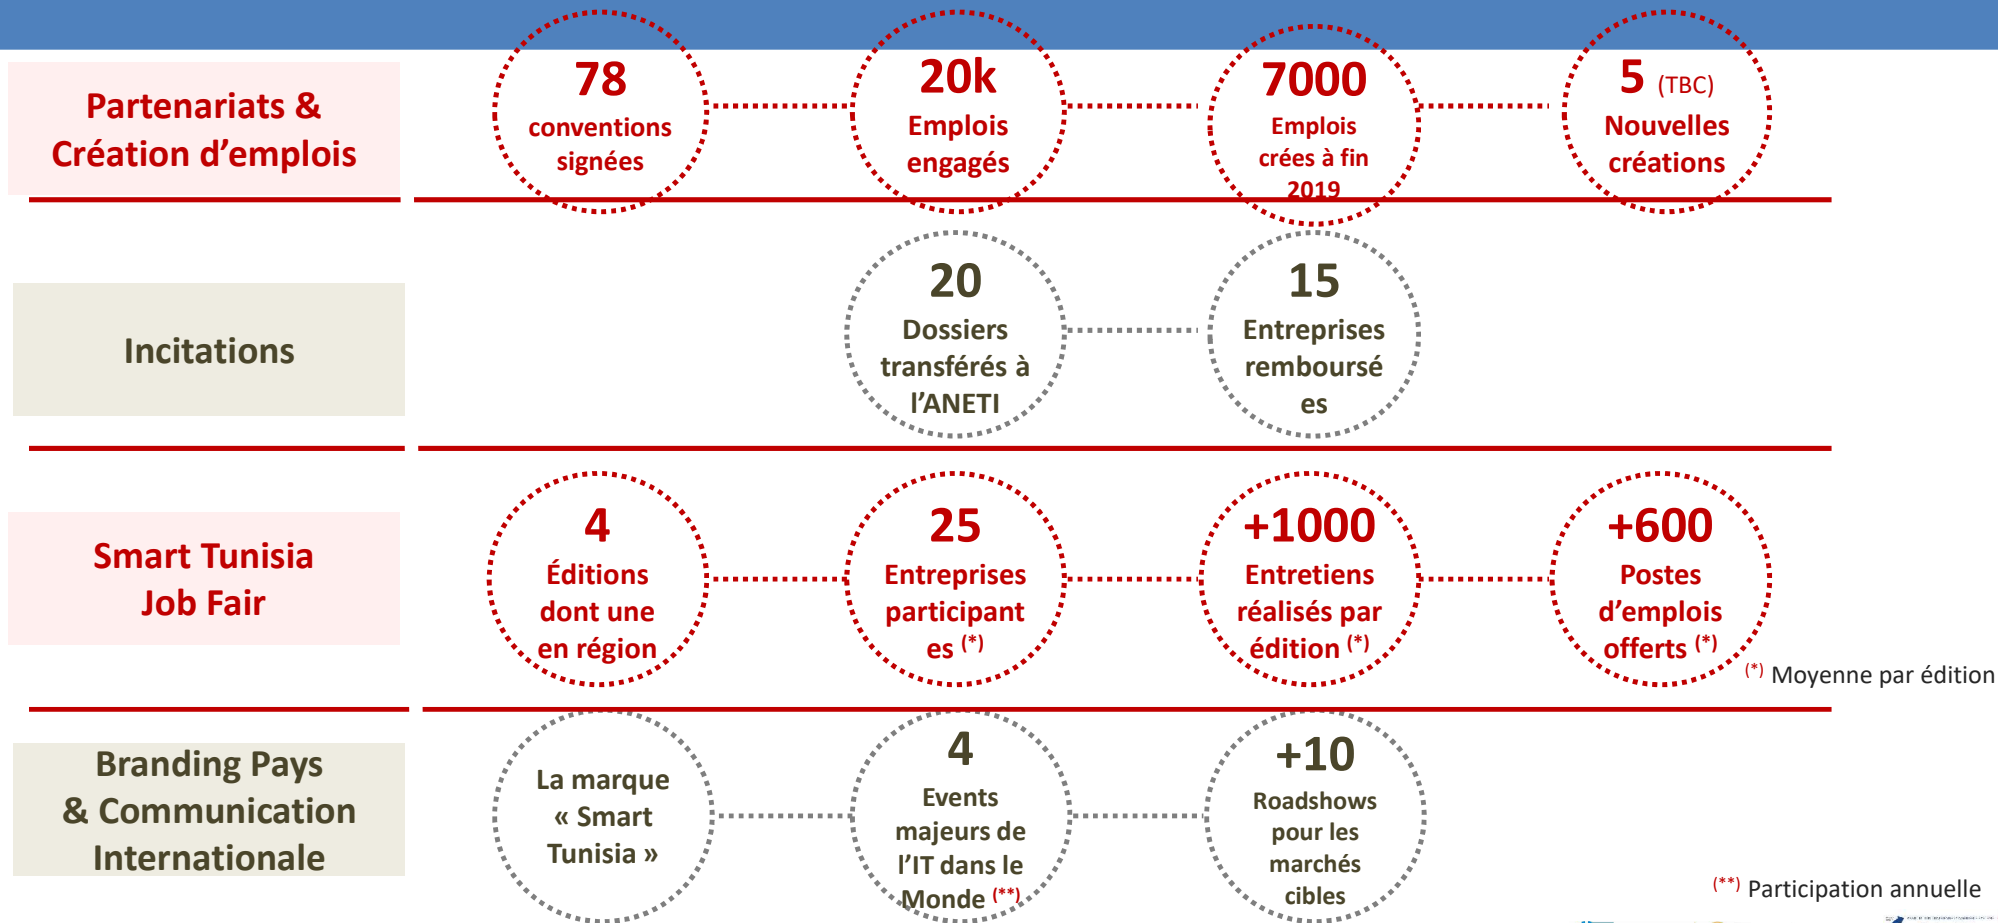 Partenariats &
Création d’emplois
78
conventions
signées
20k
Emplois
engagés
7000
Emplois
crées à fin
2019
5 (TBC)
Nouvelles
créations
Incitations
20
Dossiers
transférés à
l’ANETI
15
Entreprises
remboursé
es
Smart Tunisia
Job Fair
4
Éditions
dont une
en région
25
Entreprises
participant
es (*)
+1000
Entretiens
réalisés par
édition (*)
+600
Postes
d’emplois
offerts (*)
(*) Moyenne par édition
Branding Pays
& Communication
Internationale
La marque
« Smart
Tunisia »
4
Events
majeurs de
l’IT dans le
Monde (**)
+10
Roadshows
pour les
marchés
cibles
(**) Participation annuelle